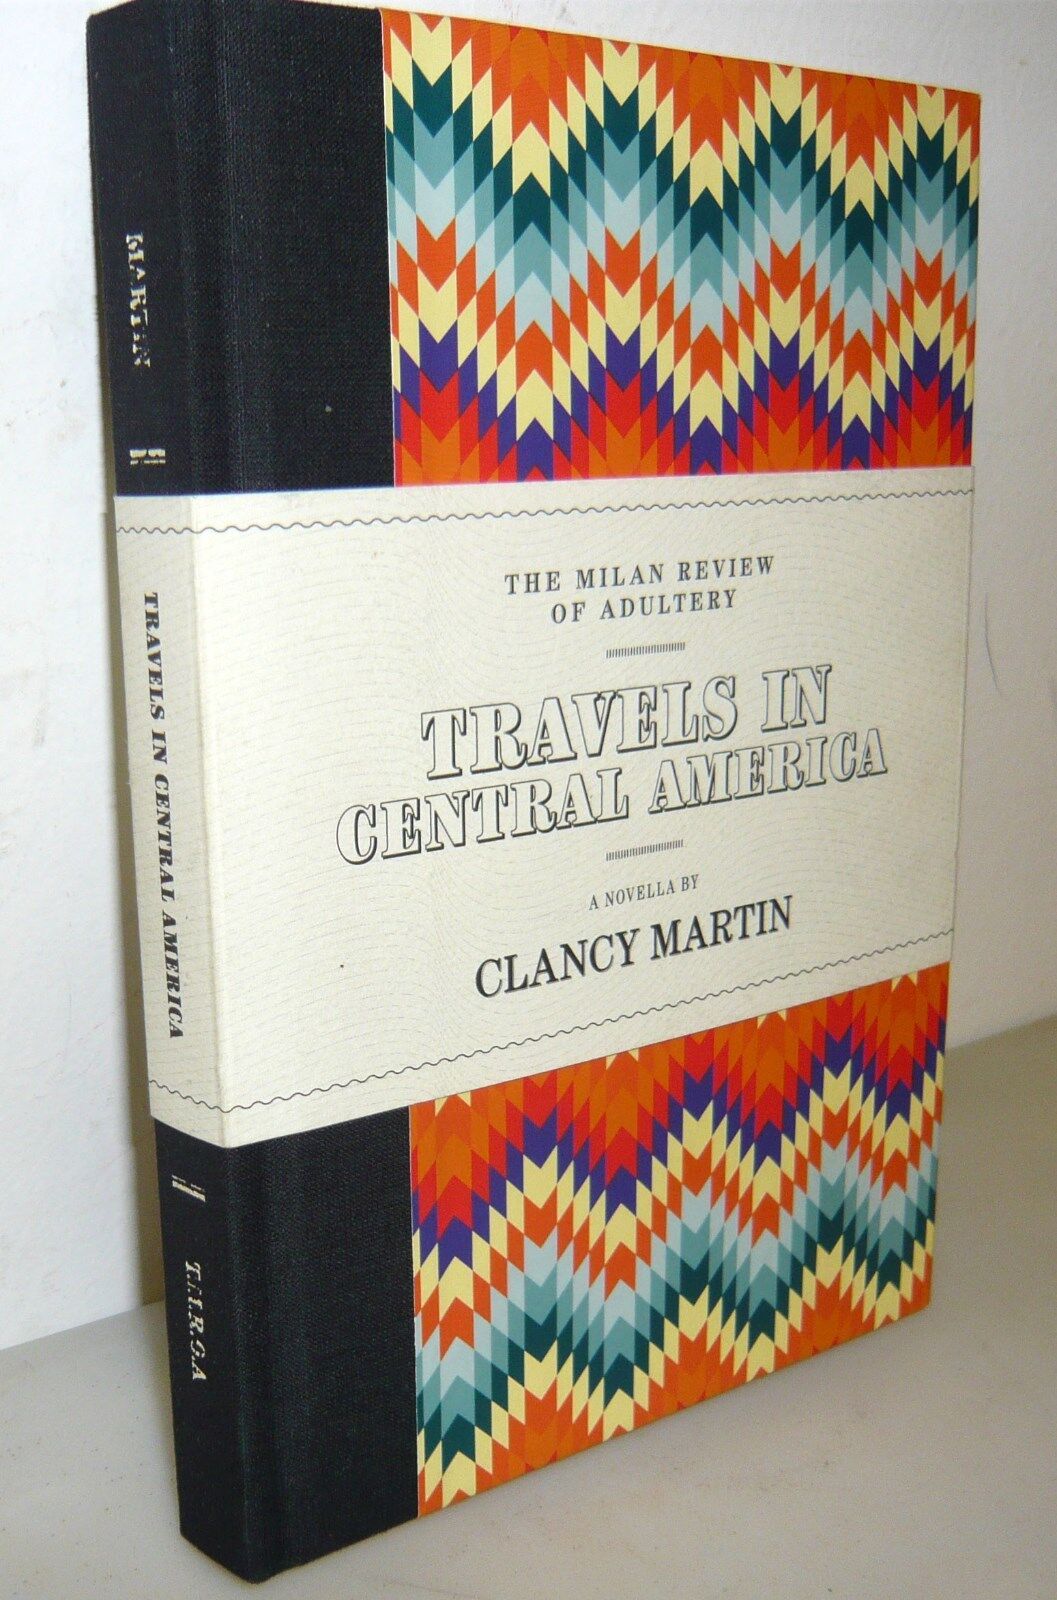 MARTIN
TRAVELS IN CENTRAL AMERICA
THE MILAN REVIEW
OF ADULTERY
TRAVELS IN
CENTRAL AMERICA
A NOVELLA BY
CLANCY MARTIN